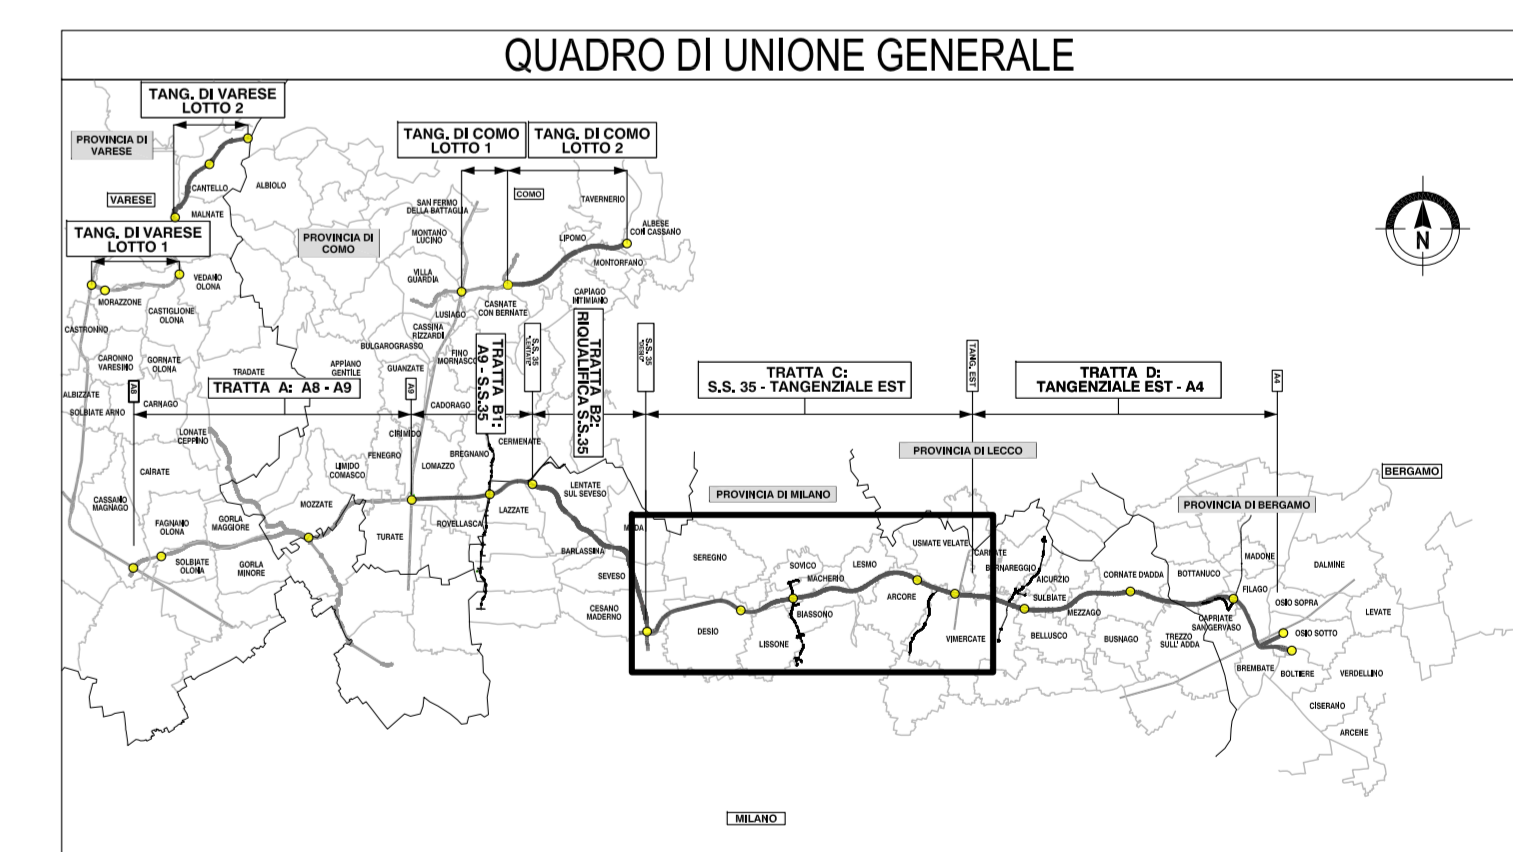 QUADRO DI UNIONE GENERALE
TANG. DI VARESE
LOTTO 2
PROVINCIA DI
VARESE
CANTELLO
ALBIOLO
VARESE
MALNATE
TANG. DI VARESE
LOTTO 1
VEDANO
OLONA
MORAZZONE
CASTIGLIONE
OLONA
CASTRONNO
CARONNO
VARESINO
GORNATE
OLONA
TRADATE
ALBIZZATE
SOLBIATE ARNO
CARNAGO
TANG. DI COMO
LOTTO 1
TANG. DI COMO
LOTTO 2
COMO
SAN FERMO
DELLA BATTAGLIA
TAVERNERIO
MONTANO
LUCINO
LIPOMO
ALBESE
CON CASSANO
PROVINCIA DI
COMO
MONTORFANO
VILLA
GUARDIA
CAPIAGO
INTIMIANO
CASNATE
CON BERNATE
LUSIAGO
CASSINA
RIZZARDI
BULGAROGRASSO
FINO
MORNASCO
APPIANO
GENTILE
GUANZATE
CADORAGO
N
TRATTA A: A8 - A9
A8
A9
TRATTA B1:
A9 - S.S.35
S.S. 35
"LENTATE"
TRATTA B2:
RIQUALIFICA S.S.35
S.S. 35
TRATTA C:
S.S. 35 - TANGENZIALE EST
TANG. EST
TRATTA D:
TANGENZIALE EST - A4
A4
LONATE
CEPPINO
CIRIMIDO
FENEGRO
LOMAZZO
BREGNANO
CERMENATE
CAIRATE
LIMIDO
COMASCO
LENTATE
SUL SEVESO
PROVINCIA DI LECCO
PROVINCIA DI MILANO
BERGAMO
PROVINCIA DI BERGAMO
CASSANO
MAGNAGO
MOZZATE
LAZZATE
FAGNANO
OLONA
GORLA
MAGGIORE
ROVELLASCA
TURATE
MEDA
BARLASSINA
SOLBIATE
OLONA
GORLA
MINORE
SEVESO
CESANO
MADERNO
SEREGNO
SOVICO
MACHERIO
LESMO
USMATE VELATE
CARNATE
BERNAREGGIO
AICURZIO
SULBIATE
ARCORE
BIASSONO
DESIO
LISSONE
VIMERCATE
MEZZAGO
CORNATE D'ADDA
BELLUSCO
BUSNAGO
TREZZO
SULL' ADDA
BOTTANUCO
MADONE
DALMINE
FILAGO
CAPRIATE
SANGERVASO
OSIO SOPRA
LEVATE
OSIO SOTTO
BREMBATE
BOLTIERE
VERDELLINO
CISERANO
ARCENE
MILANO